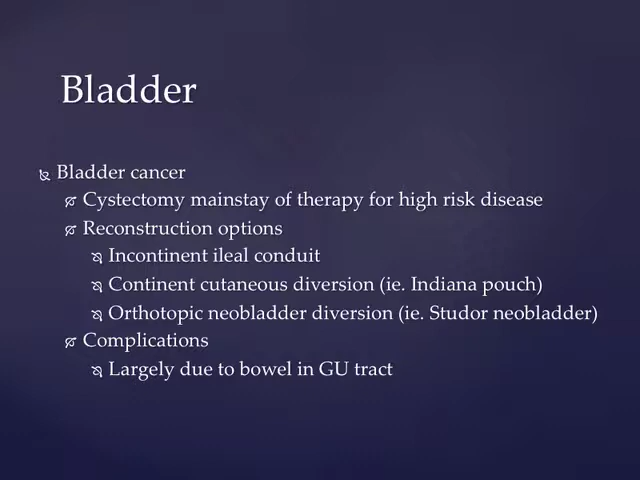 Bladder
Bladder cancer
Cystectomy mainstay of therapy for high risk disease
Reconstruction options
Incontinent ileal conduit
Continent cutaneous diversion (ie. Indiana pouch)
Orthotopic neobladder diversion (ie. Studor neobladder)
Complications
Largely due to bowel in GU tract